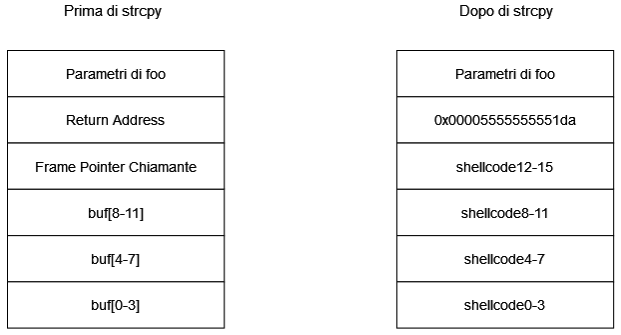 Prima di strcpy
Dopo di strcpy
Parametri di foo
Return Address
Frame Pointer Chiamante
buf[8-11]
buf[4-7]
buf[0-3]
Parametri di foo
0x00005555555551da
shellcode12-15
shellcode8-11
shellcode4-7
shellcode0-3